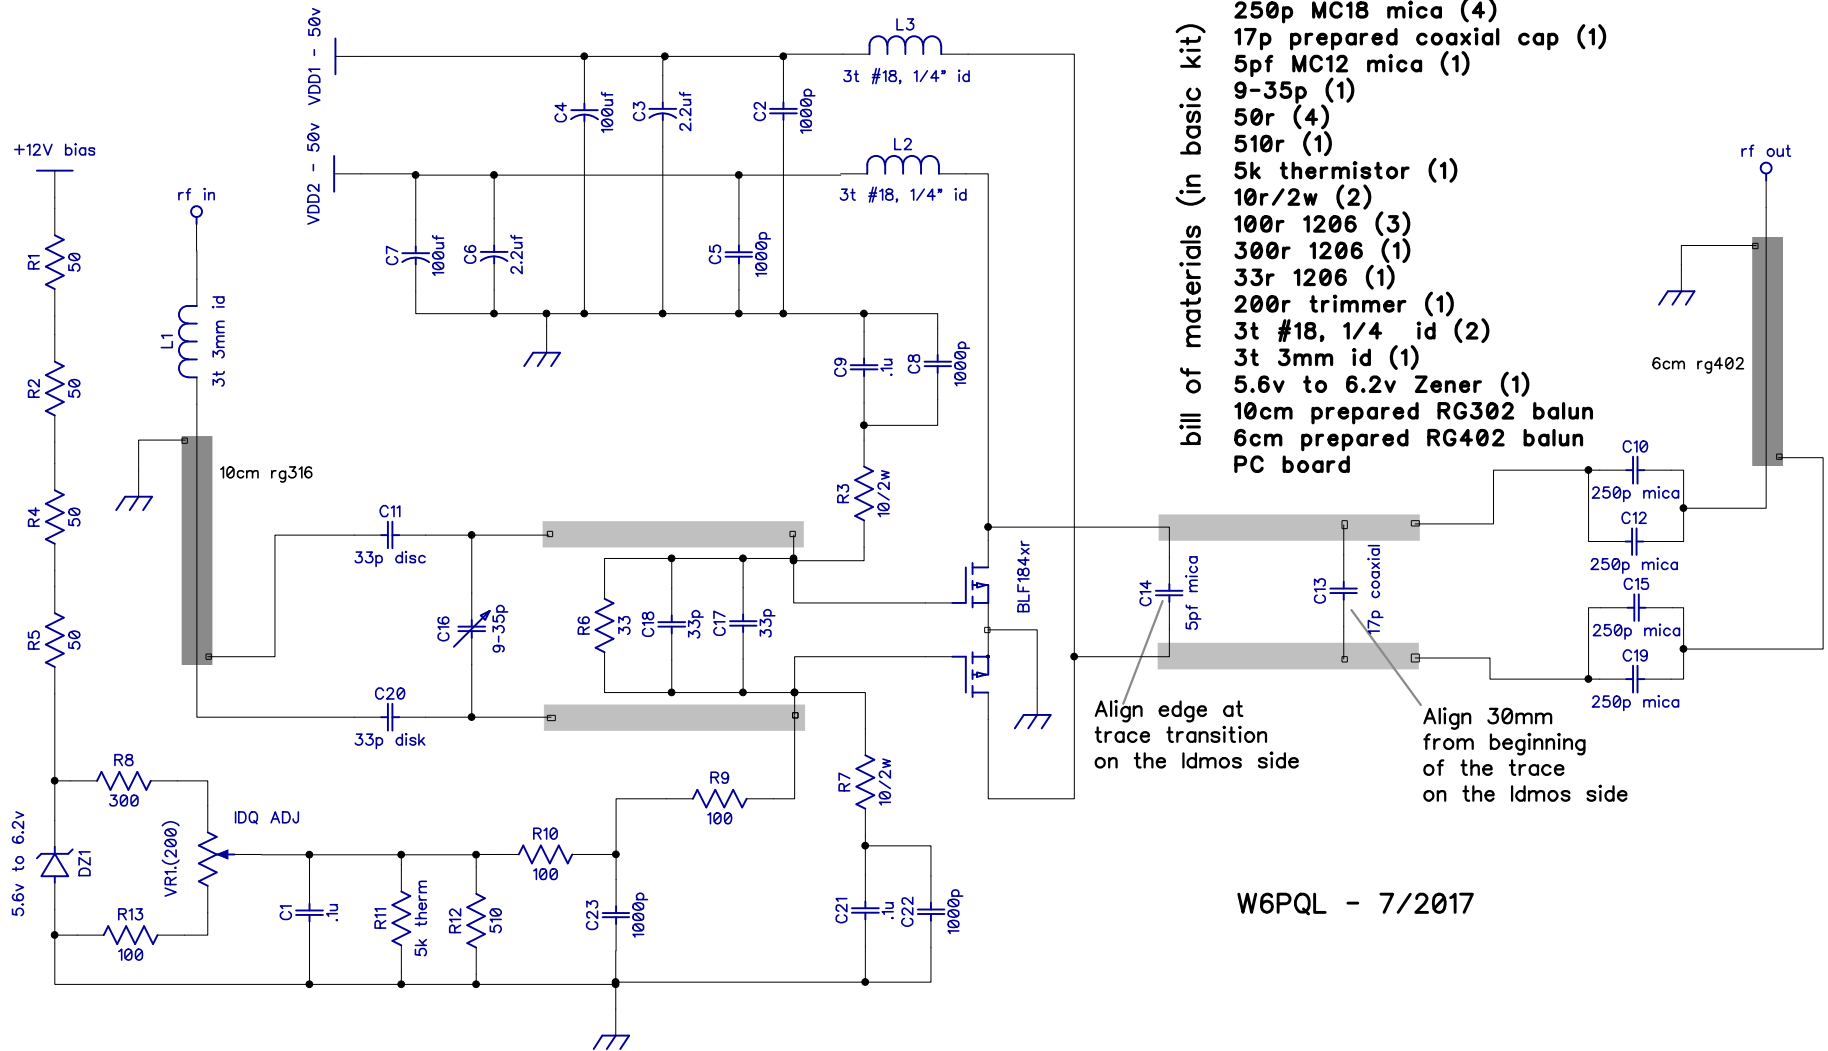 250p MC18 mica (4)
17p prepared coaxial cap (1)
5pf MC12 mica (1)
9-35p (1)
50r (4)
510r (1)
5k thermistor (1)
10r/2w (2)
100r 1206 (3)
300r 1206 (1)
33r 1206 (1)
200r trimmer (1)
3t #18, 1/4  id (2)
3t 3mm id (1)
5.6v to 6.2v Zener (1)
10cm prepared RG302 balun
6cm prepared RG402 balun
PC board
bill of materials (in basic kit)
VDD1 - 50v
VDD2 - 50v
L3
3t #18, 1/4" id
L2
3t #18, 1/4" id
C4
100uf
C3
2.2uf
C2
1000p
C7
100uf
C6
2.2uf
C5
1000p
+12V bias
R1
50
R2
50
R4
50
R5
50
rf in
L1
3t 3mm id
10cm rg316
C11
33p disc
C16
9-35p
C20
33p disk
C9
.1u
C8
1000p
R3
10/2w
R6
33
C18
33p
C17
33p
BLF184xr
C14
5pf mica
C13
17p coaxial
rf out
6cm rg402
C10
250p mica
C12
250p mica
C15
250p mica
C19
250p mica
Align edge at
trace transition
on the ldmos side
Align 30mm
from beginning
of the trace
on the ldmos side
R8
300
5.6v to 6.2v
DZ1
VR1.(200)
IDQ ADJ
R13
100
C1
.1u
R11
5k therm
R12
510
R10
100
R9
100
C23
1000p
R7
10/2w
C21
.1u
C22
1000p
W6PQL - 7/2017